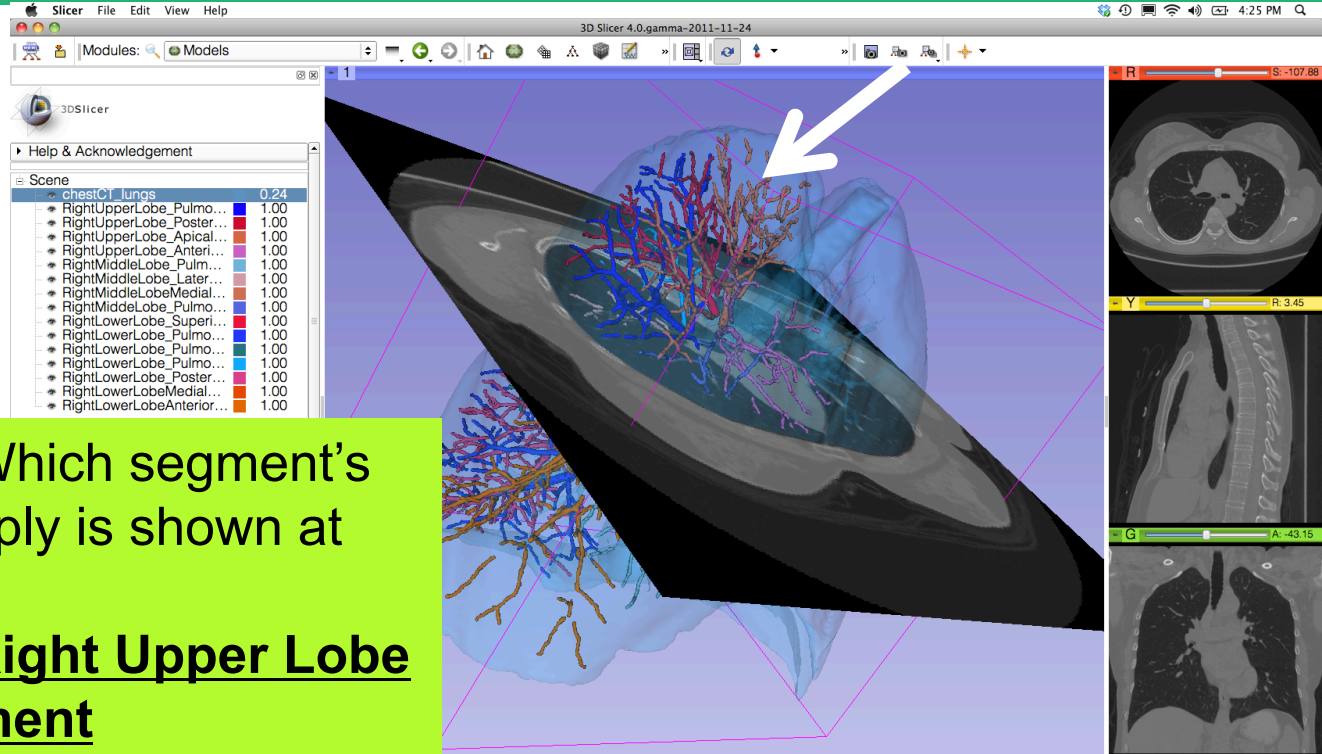 Slicer File Edit View Help 4:25 PM
3D Slicer 4.0.gamma-2011-11-24
Modules: Models
1
3DSlicer
Help & Acknowledgement
Scene
chestCT_lungs 0.24
RightUpperLobe_Pulmo... 1.00
RightUpperLobe_Poster... 1.00
RightUpperLobe_Apical... 1.00
RightUpperLobe_Anteri... 1.00
RightMiddleLobe_Pulm... 1.00
RightMiddleLobe_Later... 1.00
RightMiddleLobeMedial... 1.00
RightMiddeLobe_Pulmo... 1.00
RightLowerLobe_Superi... 1.00
RightLowerLobe_Pulmo... 1.00
RightLowerLobe_Pulmo... 1.00
RightLowerLobe_Pulmo... 1.00
RightLowerLobe_Poster... 1.00
RightLowerLobeMedial... 1.00
RightLowerLobeAnterior... 1.00
Which segment’s
ply is shown at
ight Upper Lobe
ment
R S: -107.88
Y R: 3.45
G A: -43.15